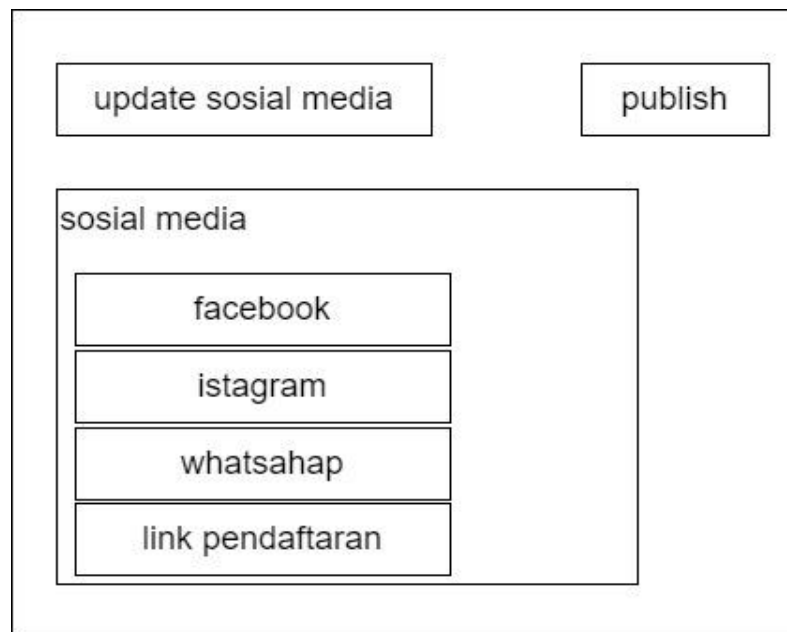 update sosial media
publish
sosial media
facebook
istagram
whatsahap
link pendaftaran